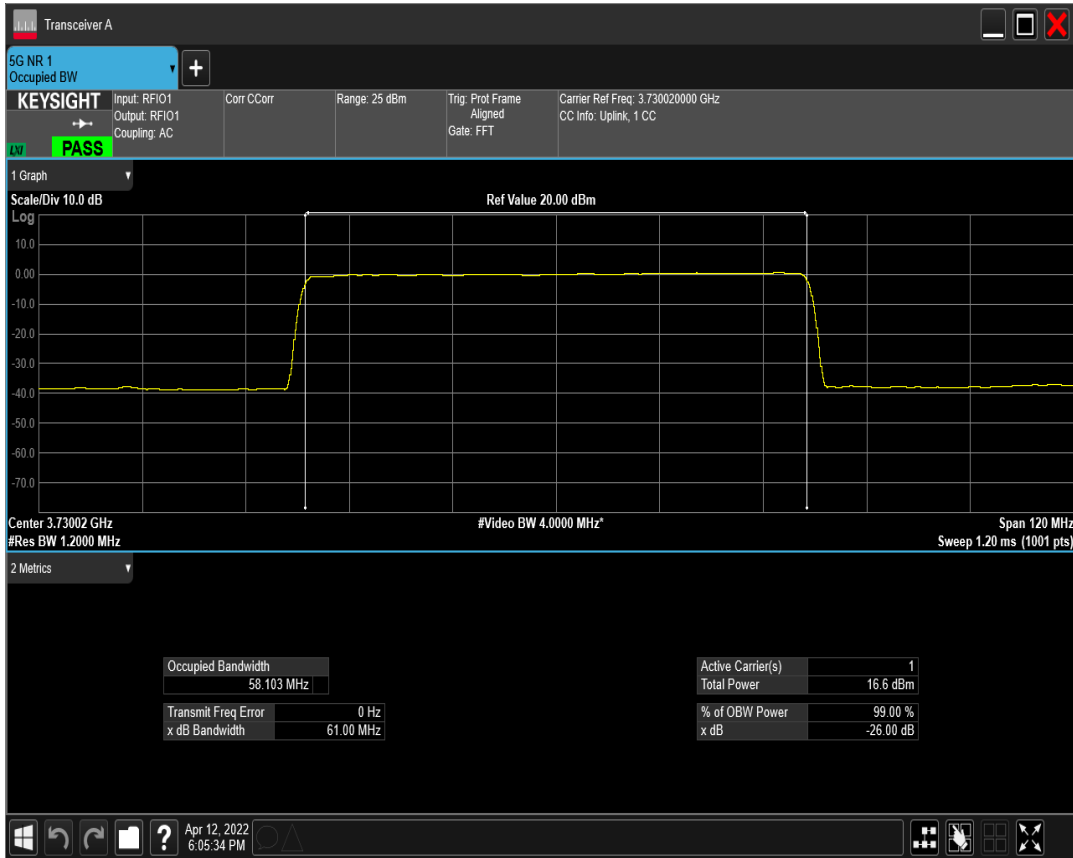 Transceiver A
5G NR 1
Occupied BW
KEYSIGHT
LXI
PASS
Input: RFIO1
Output: RFIO1
Coupling: AC
Corr CCorr
Range: 25 dBm
Trig: Prot Frame
Aligned
Gate: FFT
Carrier Ref Freq: 3.730020000 GHz
CC Info: Uplink, 1 CC
1 Graph
Scale/Div 10.0 dB
Ref Value 20.00 dBm
Log
10.0
0.00
-10.0
-20.0
-30.0
-40.0
-50.0
-60.0
-70.0
Center 3.73002 GHz
#Video BW 4.0000 MHz*
Span 120 MHz
#Res BW 1.2000 MHz
Sweep 1.20 ms (1001 pts)
2 Metrics
Occupied Bandwidth
58.103 MHz
Transmit Freq Error 0 Hz
x dB Bandwidth 61.00 MHz
Active Carrier(s) 1
Total Power 16.6 dBm
% of OBW Power 99.00 %
x dB -26.00 dB
?
Apr 12, 2022
6:05:34 PM